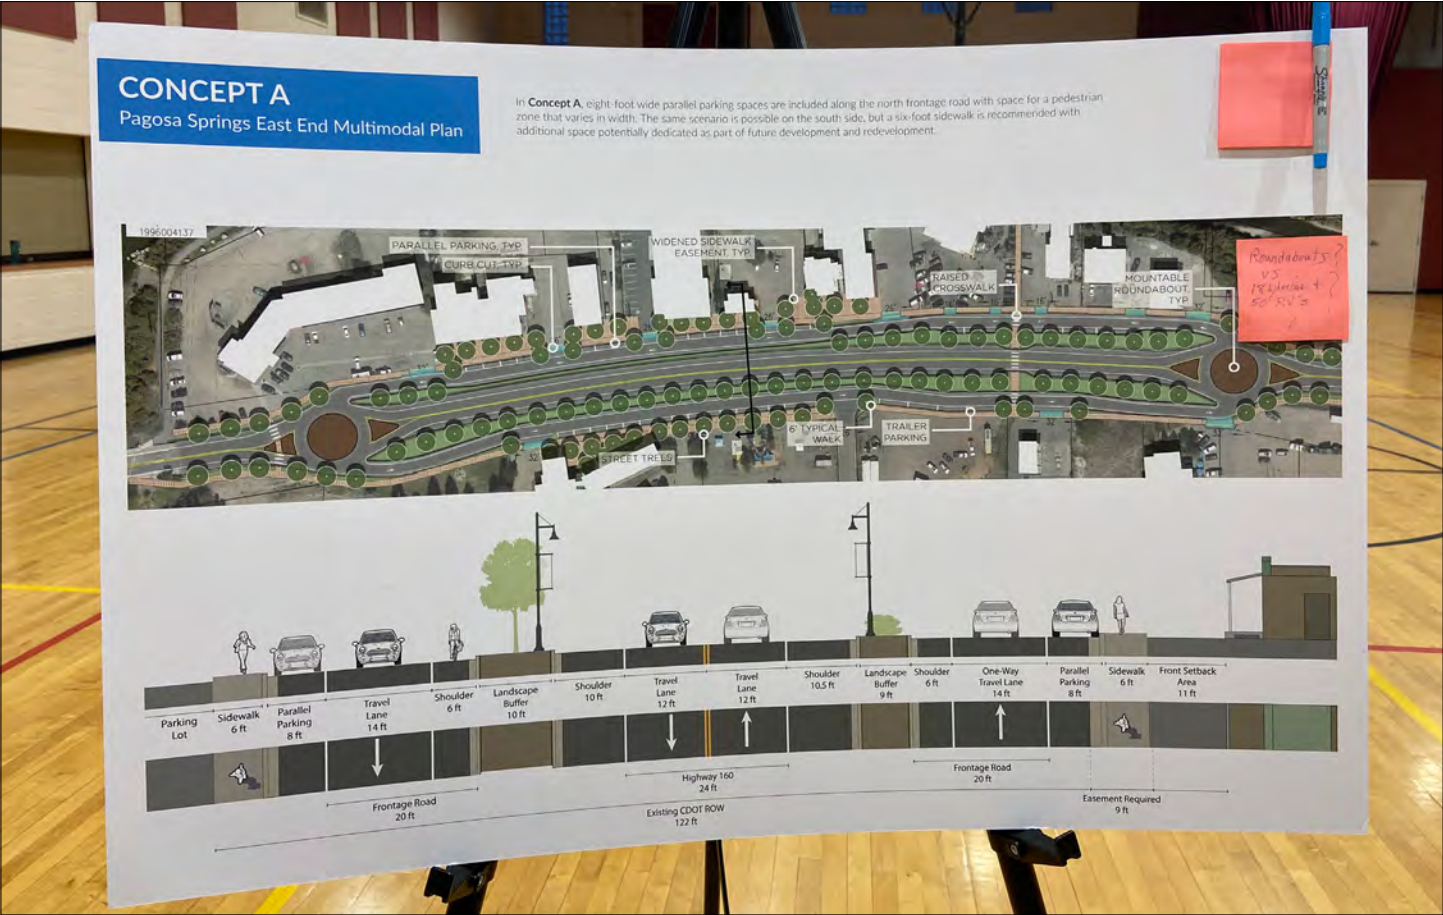 CONCEPT A
Pagosa Springs East End Multimodal Plan
In Concept A, eight-foot wide parallel parking spaces are included along the north frontage road with space for a pedestrian
zone that varies in width. The same scenario is possible on the south side, but a six-foot sidewalk is recommended with
additional space potentially dedicated as part of future development and redevelopment.
Sharpie
1996004137
PARALLEL PARKING, TYP
CURB CUT, TYP
WIDENED SIDEWALK
EASEMENT, TYP.
RAISED
CROSSWALK
MOUNTABLE
ROUNDABOUT,
TYP
Roundabouts?
vs
18 wheelers + ?
50' RV's
6' TYPICAL
WALK
TRAILER
PARKING
STREET TREES
32'
Parking
Lot
Sidewalk
6 ft
Parallel
Parking
8 ft
Travel
Lane
14 ft
Shoulder
6 ft
Landscape
Buffer
10 ft
Shoulder
10 ft
Travel
Lane
12 ft
Travel
Lane
12 ft
Shoulder
10.5 ft
Landscape
Buffer
9 ft
Shoulder
6 ft
One-Way
Travel Lane
14 ft
Parallel
Parking
8 ft
Sidewalk
6 ft
Front Setback
Area
11 ft
Frontage Road
20 ft
Highway 160
24 ft
Frontage Road
20 ft
Existing CDOT ROW
122 ft
Easement Required
9 ft